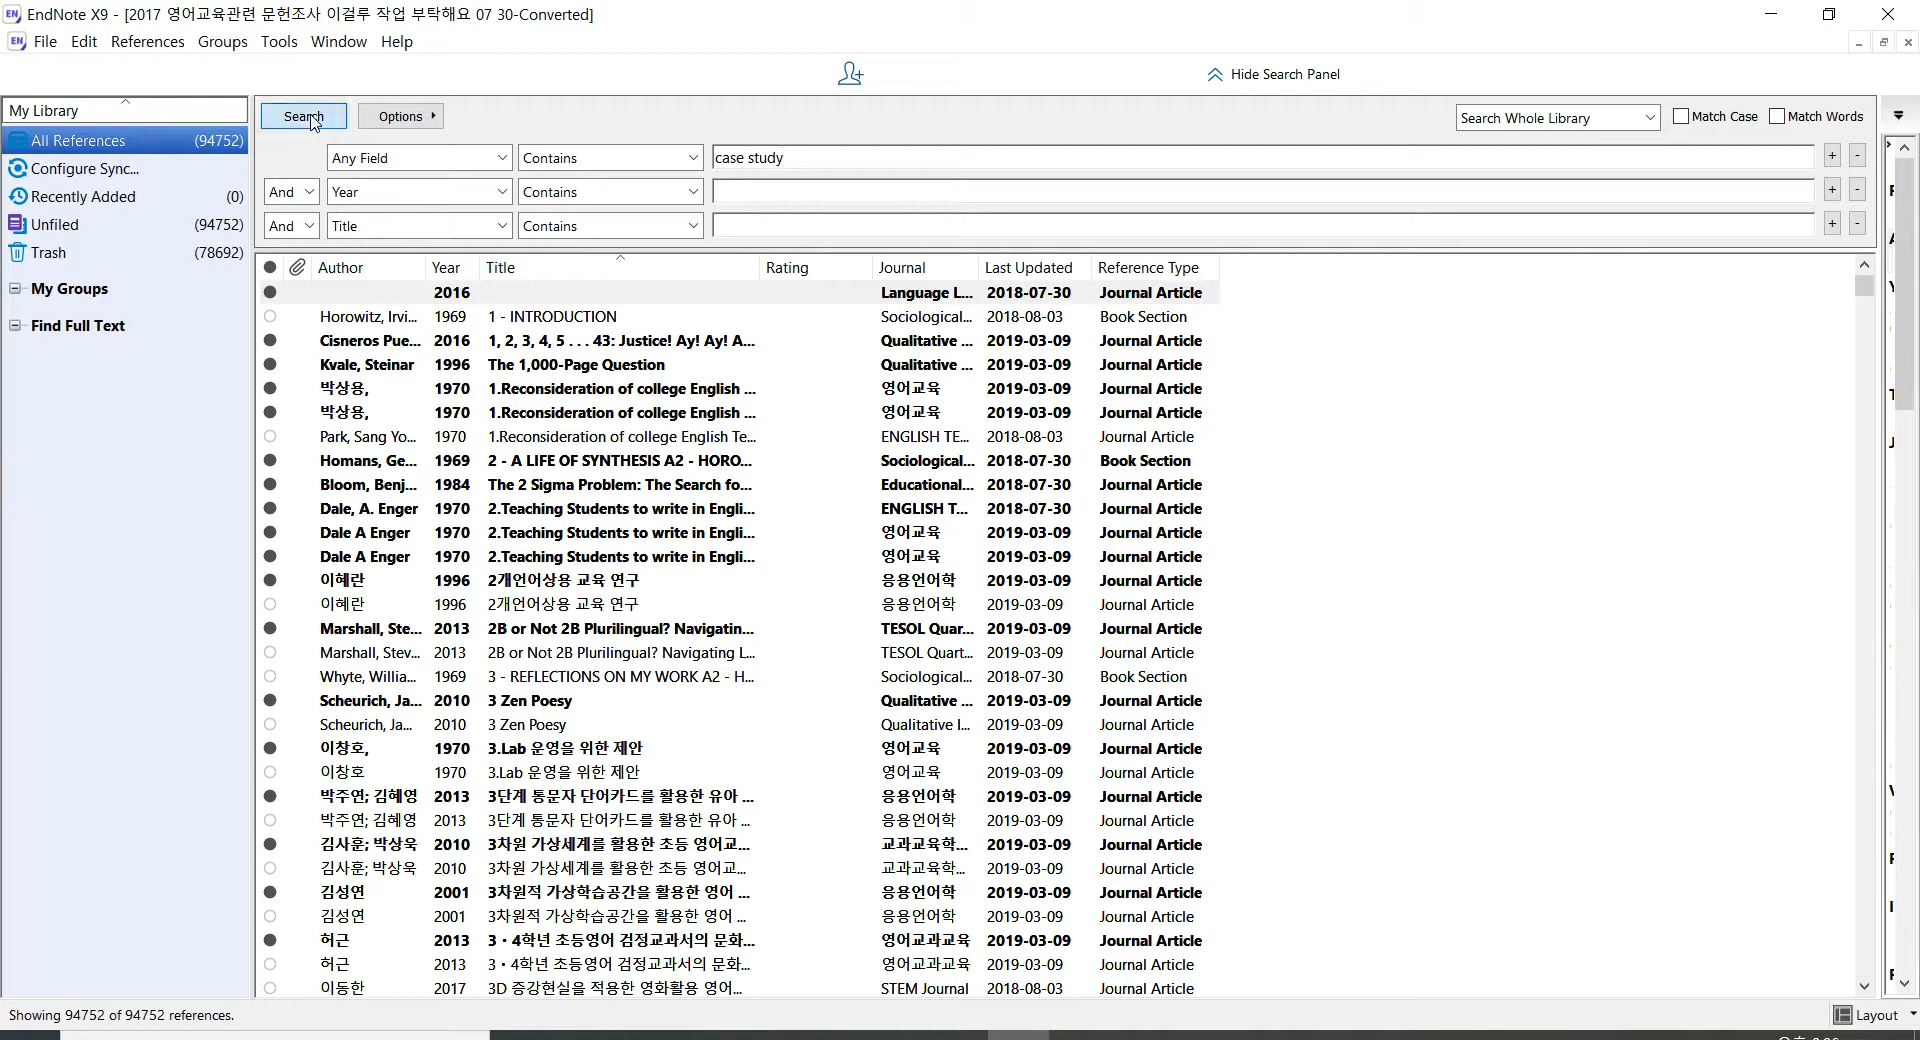 EN EndNote X9 - [2017 영어교육관련 문헌조사 이걸루 작업 부탁해요 07 30-Converted]
EN File Edit References Groups Tools Window Help
Hide Search Panel
My Library
All References (94752)
Configure Sync...
Recently Added (0)
Unfiled (94752)
Trash (78692)
My Groups
Find Full Text
Search Options Search Whole Library Match Case Match Words
Any Field Contains case study + -
And Year Contains + -
And Title Contains + -
Author Year Title Rating Journal Last Updated Reference Type
2016 Language L... 2018-07-30 Journal Article
Horowitz, Irvi... 1969 1 - INTRODUCTION Sociological... 2018-08-03 Book Section
Cisneros Pue... 2016 1, 2, 3, 4, 5 . . . 43: Justice! Ay! Ay! A... Qualitative ... 2019-03-09 Journal Article
Kvale, Steinar 1996 The 1,000-Page Question Qualitative ... 2019-03-09 Journal Article
박상용, 1970 1.Reconsideration of college English ... 영어교육 2019-03-09 Journal Article
박상용, 1970 1.Reconsideration of college English ... 영어교육 2019-03-09 Journal Article
Park, Sang Yo... 1970 1.Reconsideration of college English Te... ENGLISH TE... 2018-08-03 Journal Article
Homans, Ge... 1969 2 - A LIFE OF SYNTHESIS A2 - HORO... Sociological... 2018-07-30 Book Section
Bloom, Benj... 1984 The 2 Sigma Problem: The Search fo... Educational... 2018-07-30 Journal Article
Dale, A. Enger 1970 2.Teaching Students to write in Engli... ENGLISH T... 2018-07-30 Journal Article
Dale A Enger 1970 2.Teaching Students to write in Engli... 영어교육 2019-03-09 Journal Article
Dale A Enger 1970 2.Teaching Students to write in Engli... 영어교육 2019-03-09 Journal Article
이혜란 1996 2개언어상용 교육 연구 응용언어학 2019-03-09 Journal Article
이혜란 1996 2개언어상용 교육 연구 응용언어학 2019-03-09 Journal Article
Marshall, Ste... 2013 2B or Not 2B Plurilingual? Navigatin... TESOL Quar... 2019-03-09 Journal Article
Marshall, Stev... 2013 2B or Not 2B Plurilingual? Navigating L... TESOL Quart... 2019-03-09 Journal Article
Whyte, Willia... 1969 3 - REFLECTIONS ON MY WORK A2 - H... Sociological... 2018-07-30 Book Section
Scheurich, Ja... 2010 3 Zen Poesy Qualitative ... 2019-03-09 Journal Article
Scheurich, Ja... 2010 3 Zen Poesy Qualitative I... 2019-03-09 Journal Article
이창호, 1970 3.Lab 운영을 위한 제안 영어교육 2019-03-09 Journal Article
이창호 1970 3.Lab 운영을 위한 제안 영어교육 2019-03-09 Journal Article
박주연; 김혜영 2013 3단계 통문자 단어카드를 활용한 유아 ... 응용언어학 2019-03-09 Journal Article
박주연; 김혜영 2013 3단계 통문자 단어카드를 활용한 유아 ... 응용언어학 2019-03-09 Journal Article
김사훈; 박상욱 2010 3차원 가상세계를 활용한 초등 영어교... 교과교육학... 2019-03-09 Journal Article
김사훈; 박상욱 2010 3차원 가상세계를 활용한 초등 영어교... 교과교육학... 2019-03-09 Journal Article
김성연 2001 3차원적 가상학습공간을 활용한 영어 ... 응용언어학 2019-03-09 Journal Article
김성연 2001 3차원적 가상학습공간을 활용한 영어 ... 응용언어학 2019-03-09 Journal Article
허근 2013 3・4학년 초등영어 검정교과서의 문화... 영어교과교육 2019-03-09 Journal Article
허근 2013 3・4학년 초등영어 검정교과서의 문화... 영어교과교육 2019-03-09 Journal Article
이동한 2017 3D 증강현실을 적용한 영화활용 영어... STEM Journal 2018-08-03 Journal Article
Showing 94752 of 94752 references. Layout